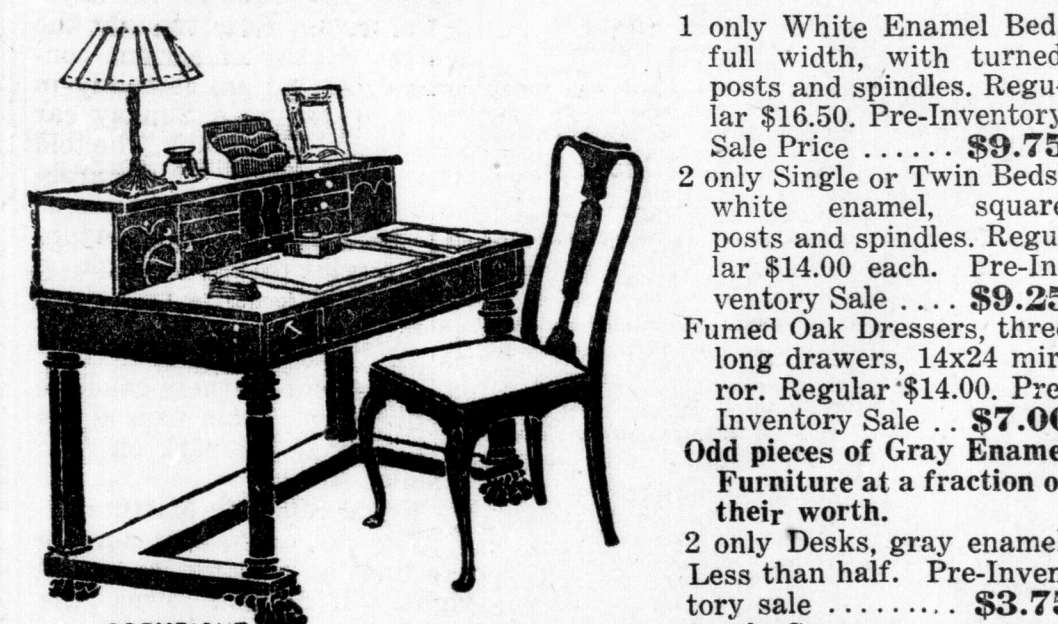 1 only White Enamel Bed
full width, with turned
posts and spindles. Regu-
lar $16.50. Pre-Inventory
Sale Price ...... $9.75
2 only Single or Twin Beds
white enamel, square
posts and spindles. Regu
lar $14.00 each. Pre-In
ventory Sale .... $9.25
Fumed Oak Dressers, three
long drawers, 14x24 mir
ror. Regular $14.00. Pre
Inventory Sale .. $7.00
Odd pieces of Gray Ename
Furniture at a fraction o
their worth.
2 only Desks, gray enamel
Less than half. Pre-Inven
tory sale .......... $3.75